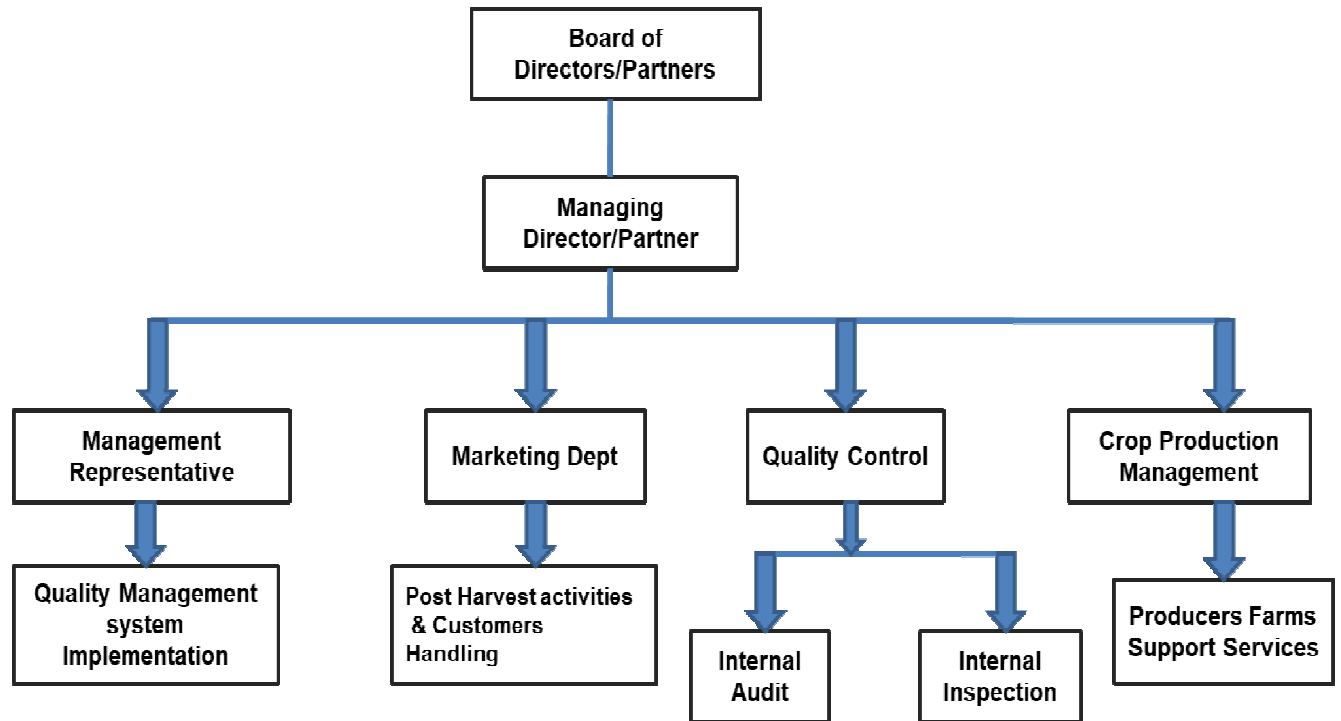 Board of
Directors/Partners
Managing
Director/Partner
Management
Representative
Marketing Dept
Quality Control
Crop Production
Management
Quality Management
system
Implementation
Post Harvest activities
& Customers
Handling
Internal
Audit
Internal
Inspection
Producers Farms
Support Services